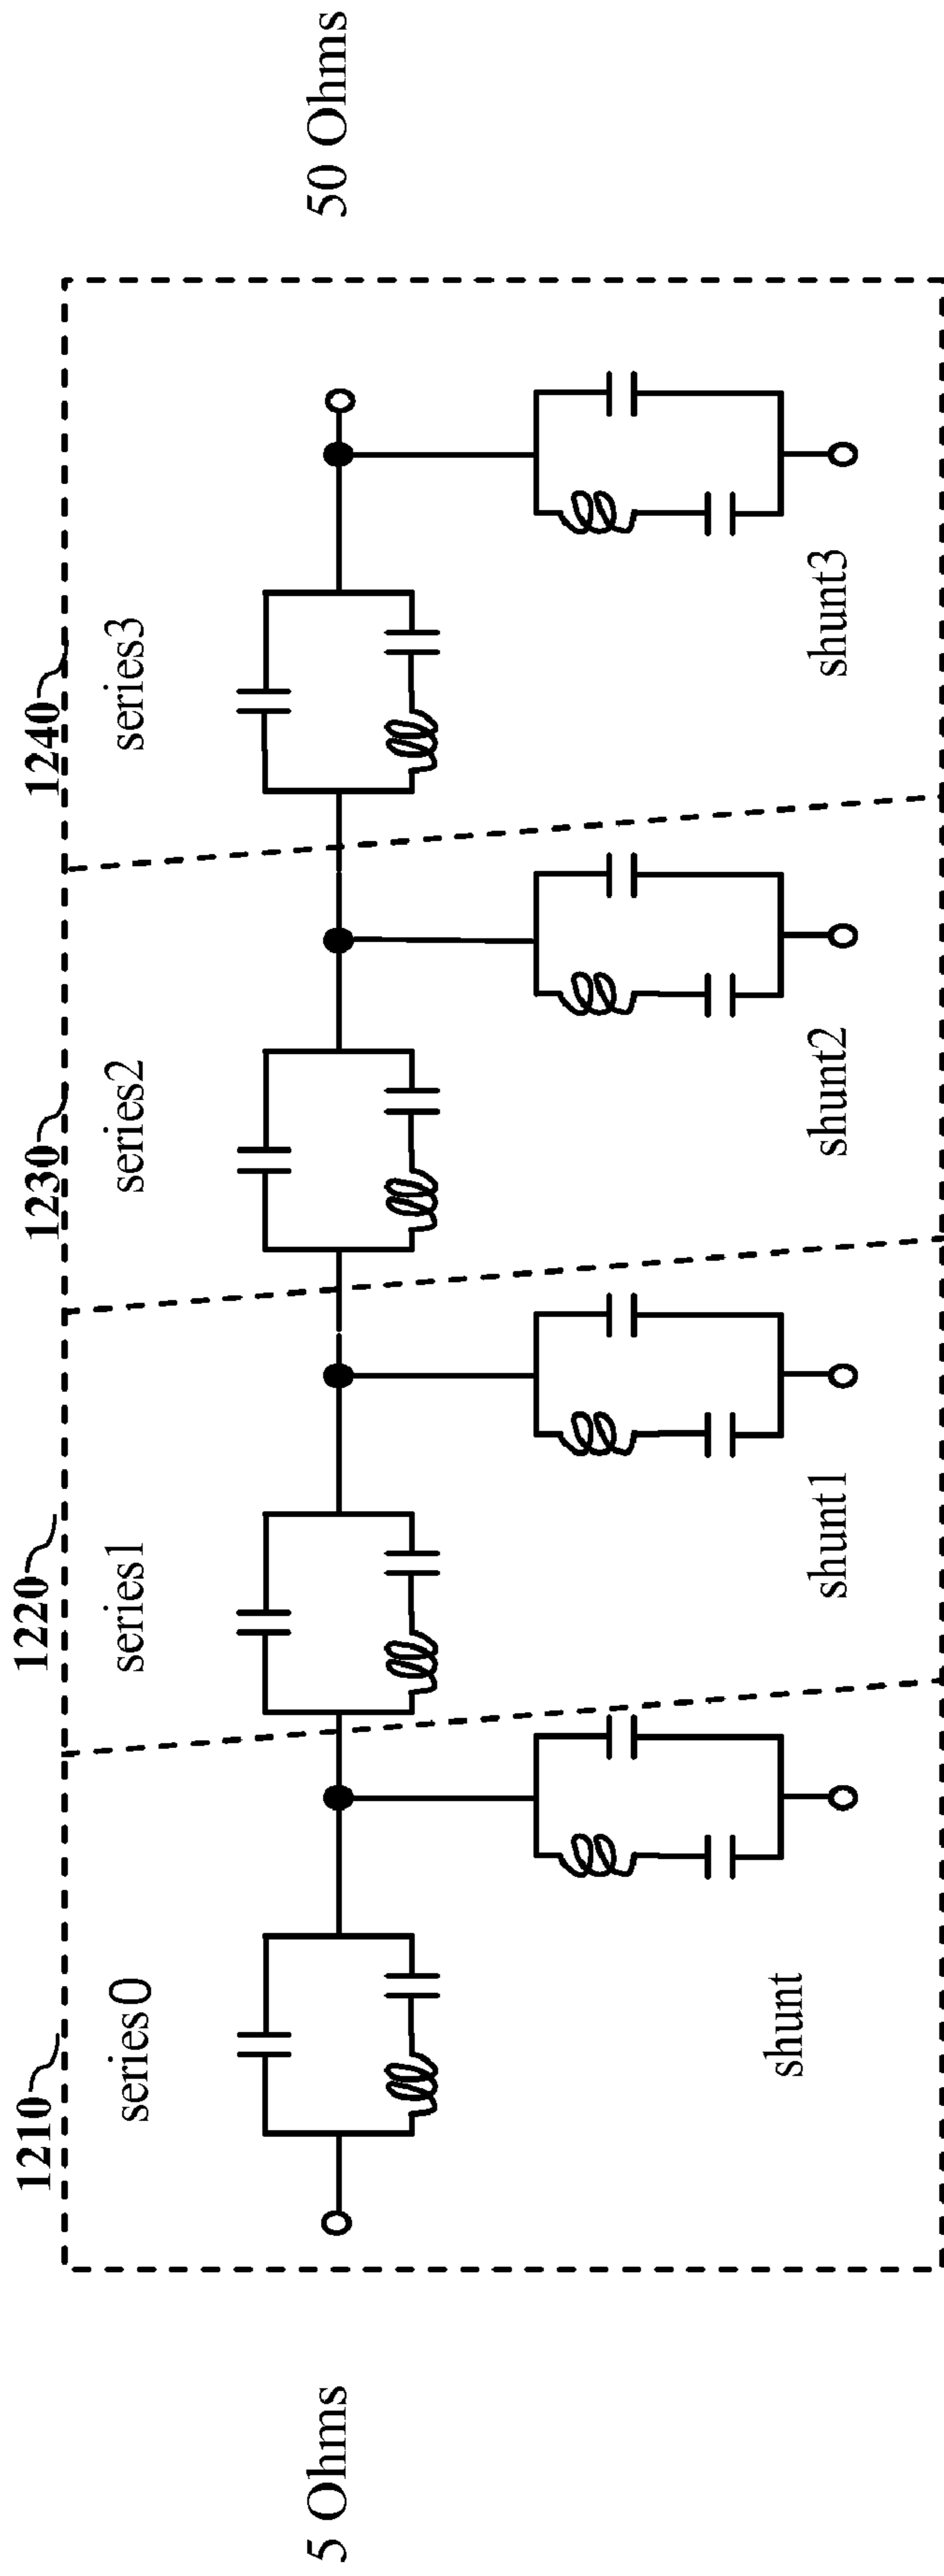 1210
1220
1230
1240
series0
series1
series2
series3
5 Ohms
50 Ohms
shunt
shunt1
shunt2
shunt3